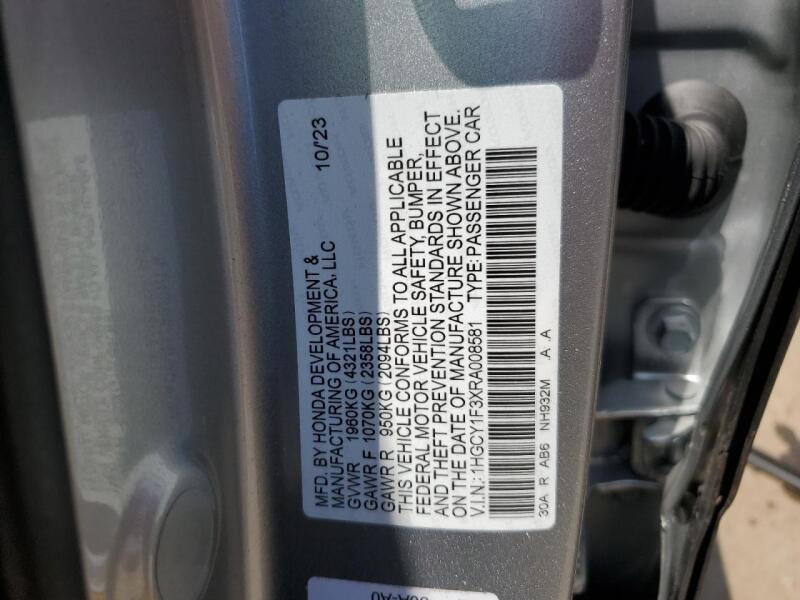 MFD. BY HONDA DEVELOPMENT & 10/'23
MANUFACTURING OF AMERICA, LLC
GVWR 1960KG (4321LBS)
GAWR F 1070KG (2358LBS)
GAWR R 950KG (2094LBS)
THIS VEHICLE CONFORMS TO ALL APPLICABLE
FEDERAL MOTOR VEHICLE SAFETY, BUMPER,
AND THEFT PREVENTION STANDARDS IN EFFECT
ON THE DATE OF MANUFACTURE SHOWN ABOVE.
V.I.N.: 1HGCY1F3XRA008581 TYPE: PASSENGER CAR
30A R AB6 NH932M .A .A